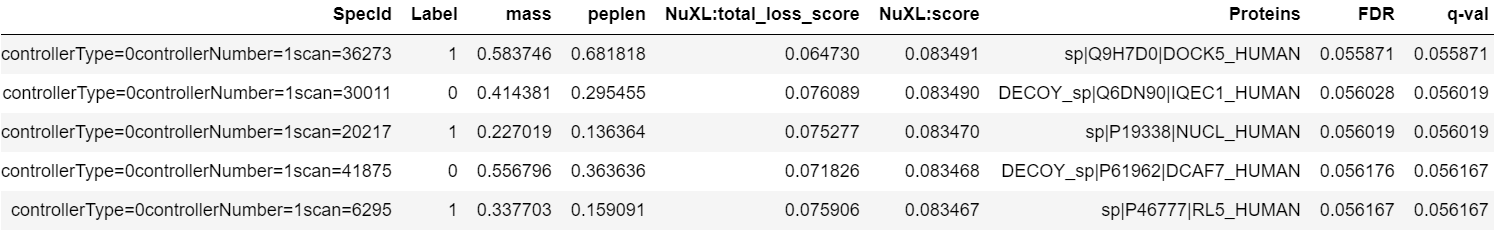 SpecId Label mass peplen NuXL:total_loss_score NuXL:score Proteins FDR q-val
controllerType=0controllerNumber=1scan=36273 1 0.583746 0.681818 0.064730 0.083491 sp|Q9H7D0|DOCK5_HUMAN 0.055871 0.055871
controllerType=0controllerNumber=1scan=30011 0 0.414381 0.295455 0.076089 0.083490 DECOY_sp|Q6DN90|IQEC1_HUMAN 0.056028 0.056019
controllerType=0controllerNumber=1scan=20217 1 0.227019 0.136364 0.075277 0.083470 sp|P19338|NUCL_HUMAN 0.056019 0.056019
controllerType=0controllerNumber=1scan=41875 0 0.556796 0.363636 0.071826 0.083468 DECOY_sp|P61962|DCAF7_HUMAN 0.056176 0.056167
controllerType=0controllerNumber=1scan=6295 1 0.337703 0.159091 0.075906 0.083467 sp|P46777|RL5_HUMAN 0.056167 0.056167